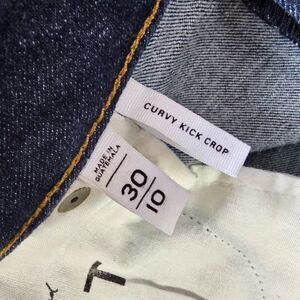 CURVY KICK CROP
MADE IN
GUATEMALA
30
10
T